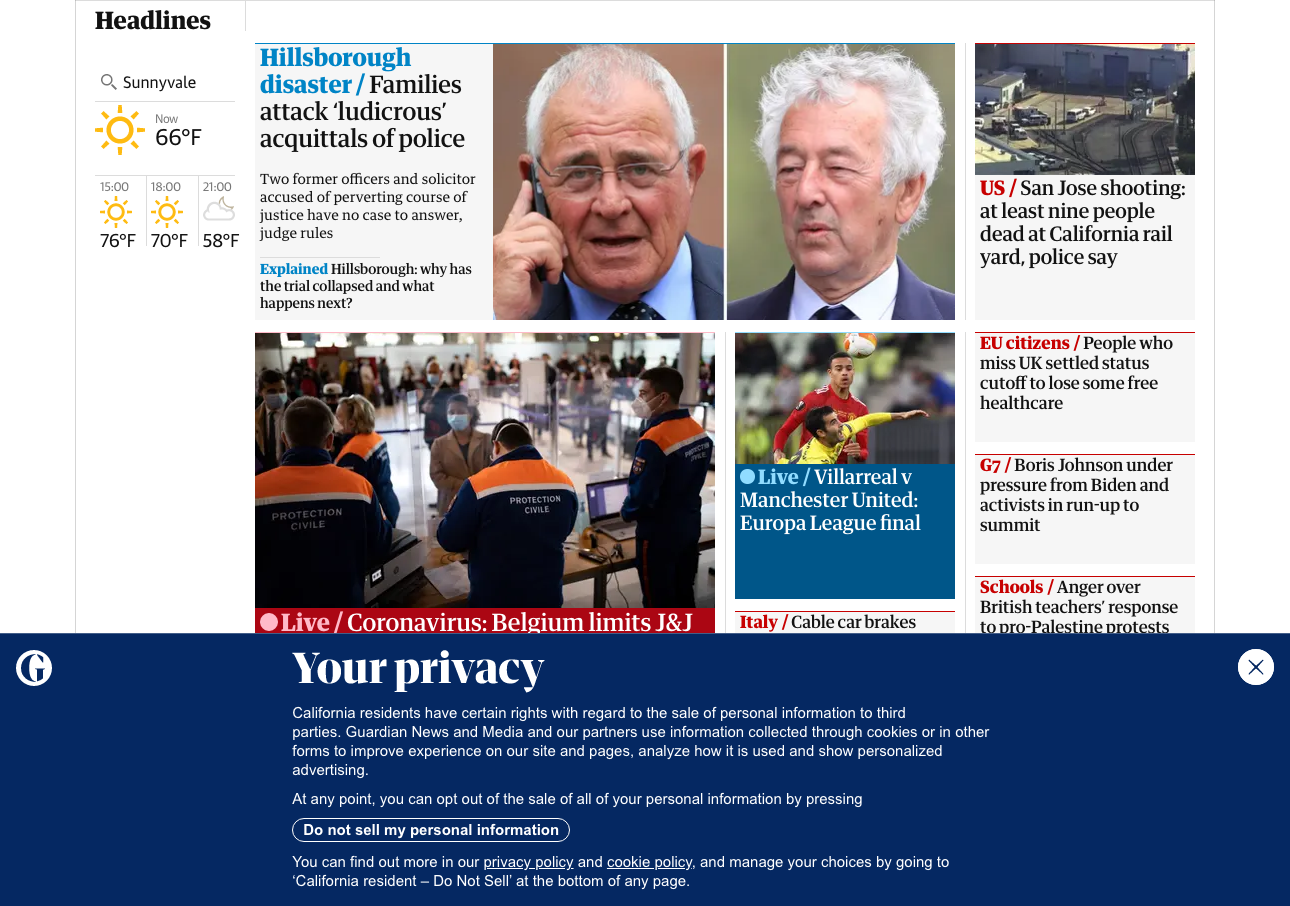 Headlines
Sunnyvale
Now
66°F
15:00
18:00
21:00
76°F
70°F
58°F
Hillsborough
disaster / Families
attack ‘ludicrous’
acquittals of police
Two former officers and solicitor
accused of perverting course of
justice have no case to answer,
judge rules
Explained Hillsborough: why has
the trial collapsed and what
happens next?
US / San Jose shooting:
at least nine people
dead at California rail
yard, police say
PROTECTION
CIVILE
PROTECTION
CIVILE
PROTECTION
CIVILE
Live / Coronavirus: Belgium limits J&J
Live / Villarreal v
Manchester United:
Europa League final
Italy / Cable car brakes
EU citizens / People who
miss UK settled status
cutoff to lose some free
healthcare
G7 / Boris Johnson under
pressure from Biden and
activists in run-up to
summit
Schools / Anger over
British teachers’ response
to pro-Palestine protests
G
Your privacy
California residents have certain rights with regard to the sale of personal information to third
parties. Guardian News and Media and our partners use information collected through cookies or in other
forms to improve experience on our site and pages, analyze how it is used and show personalized
advertising.
At any point, you can opt out of the sale of all of your personal information by pressing
Do not sell my personal information
You can find out more in our privacy policy and cookie policy, and manage your choices by going to
‘California resident – Do Not Sell’ at the bottom of any page.